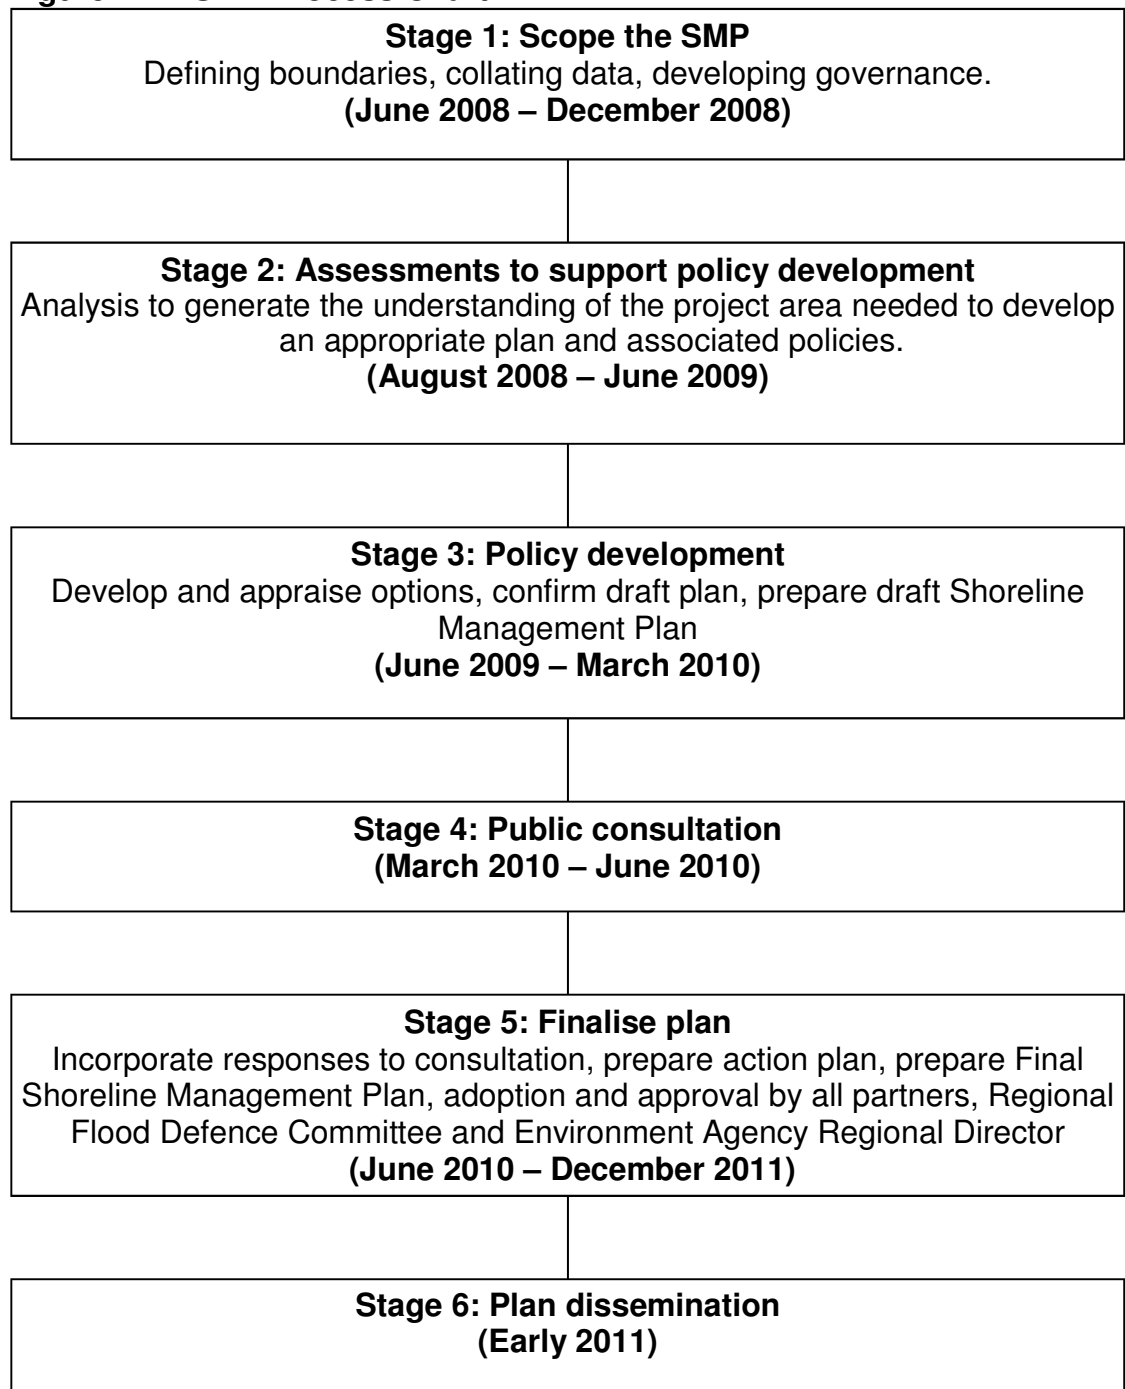 Stage 1: Scope the SMP
Defining boundaries, collating data, developing governance.
(June 2008 – December 2008)
Stage 2: Assessments to support policy development
Analysis to generate the understanding of the project area needed to develop
an appropriate plan and associated policies.
(August 2008 – June 2009)
Stage 3: Policy development
Develop and appraise options, confirm draft plan, prepare draft Shoreline
Management Plan
(June 2009 – March 2010)
Stage 4: Public consultation
(March 2010 – June 2010)
Stage 5: Finalise plan
Incorporate responses to consultation, prepare action plan, prepare Final
Shoreline Management Plan, adoption and approval by all partners, Regional
Flood Defence Committee and Environment Agency Regional Director
(June 2010 – December 2011)
Stage 6: Plan dissemination
(Early 2011)